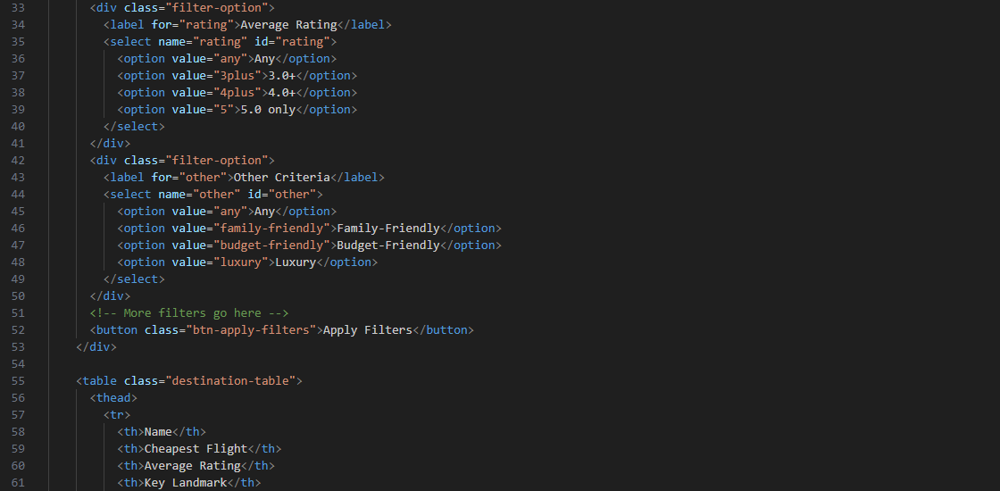 33 <div class="filter-option">
34 <label for="rating">Average Rating</label>
35 <select name="rating" id="rating">
36 <option value="any">Any</option>
37 <option value="3plus">3.0+</option>
38 <option value="4plus">4.0+</option>
39 <option value="5">5.0 only</option>
40 </select>
41 </div>
42 <div class="filter-option">
43 <label for="other">Other Criteria</label>
44 <select name="other" id="other">
45 <option value="any">Any</option>
46 <option value="family-friendly">Family-Friendly</option>
47 <option value="budget-friendly">Budget-Friendly</option>
48 <option value="luxury">Luxury</option>
49 </select>
50 </div>
51 <!-- More filters go here -->
52 <button class="btn-apply-filters">Apply Filters</button>
53 </div>
54
55 <table class="destination-table">
56 <thead>
57 <tr>
58 <th>Name</th>
59 <th>Cheapest Flight</th>
60 <th>Average Rating</th>
61 <th>Key Landmark</th>